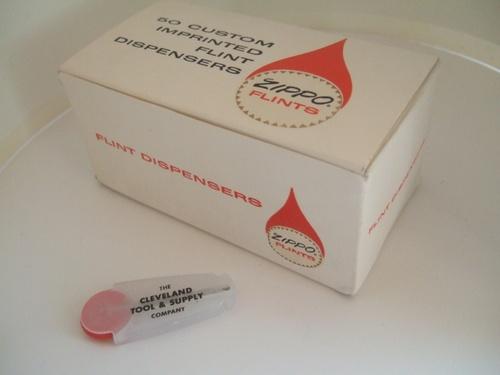 50 CUSTOM
IMPRINTED
FLINT
DISPENSERS
ZIPPO
FLINTS
FLINT DISPENSERS
ZIPPO
FLINTS
FLINT DISPENSERS
THE
CLEVELAND
TOOL & SUPPLY
COMPANY